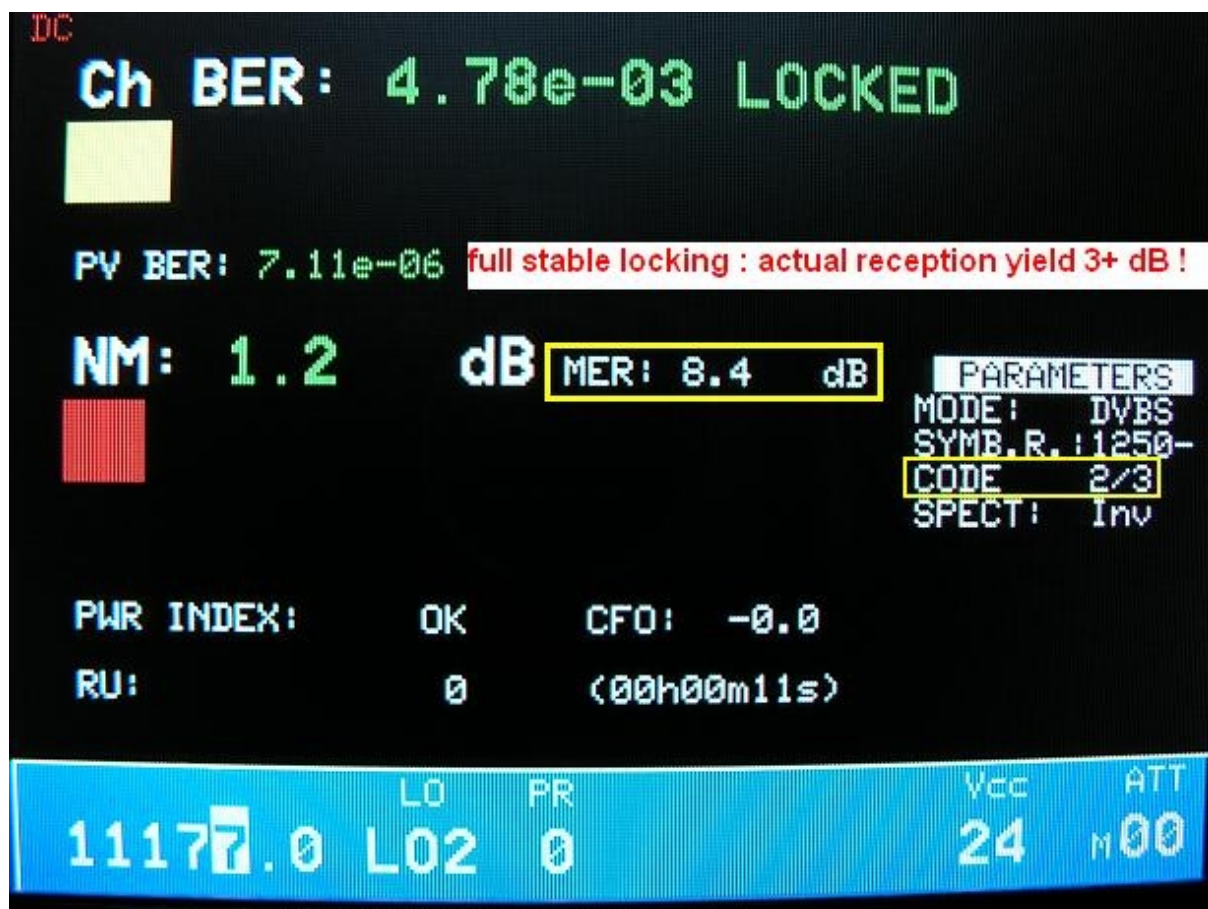 DC
Ch BER: 4.78e-03 LOCKED
PV BER: 7.11e-06 full stable locking : actual reception yield 3+ dB !
NM: 1.2 dB MER: 8.4 dB
PARAMETERS
MODE: DVBS
SYMB.R.:1250-
CODE 2/3
SPECT: Inv
PWR INDEX: OK CFO: -0.0
RU: 0 (00h00m11s)
LO PR Vcc ATT
11177.0 LO2 0 24 M00